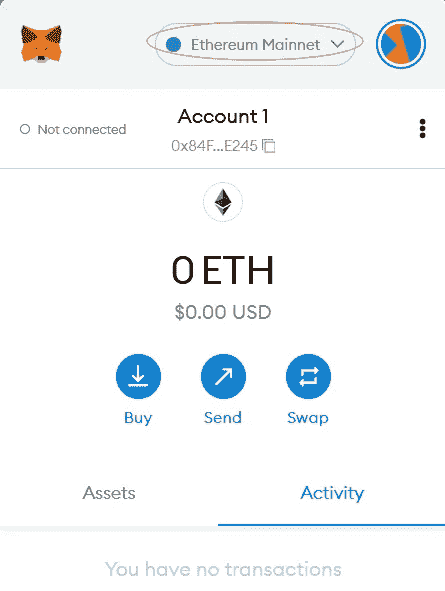 Ethereum Mainnet
Account 1
Not connected
0x84F...E245
0 ETH
$0.00 USD
Buy Send Swap
Assets Activity
You have no transactions